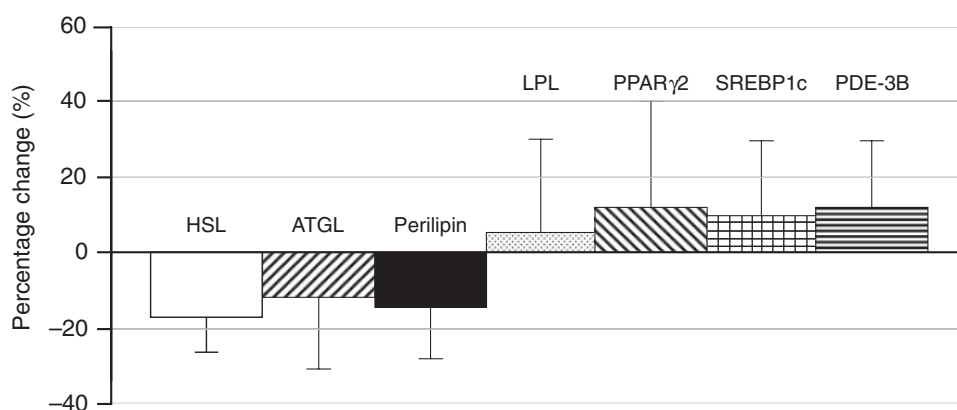 60
40
20
0
–20
–40
Percentage change (%)
HSL
ATGL
Perilipin
LPL
PPARγ2
SREBP1c
PDE-3B